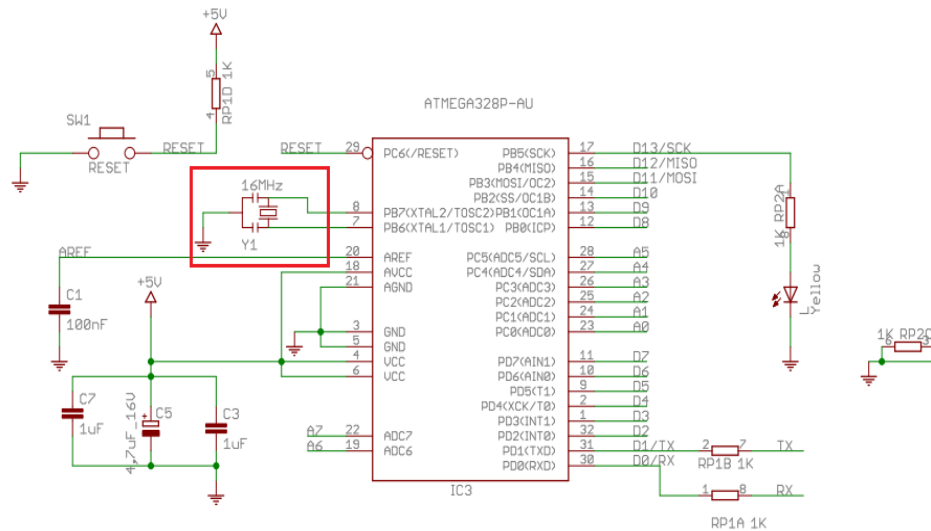 +5V
RP1D 1K
5
4
SW1
RESET
RESET
RESET
ATMEGA328P-AU
IC3
16MHz
Y1
AREF
C1
100nF
+5V
C7
1uF
C5
4,7uF_16V
+
C3
1uF
A7
A6
29 PC6(/RESET)
8 PB7(XTAL2/TOSC2)
7 PB6(XTAL1/TOSC1)
20 AREF
18 AVCC
21 AGND
3 GND
5 GND
4 VCC
6 VCC
22 ADC7
19 ADC6
PB5(SCK) 17 D13/SCK
PB4(MISO) 16 D12/MISO
PB3(MOSI/OC2) 15 D11/MOSI
PB2(SS/OC1B) 14 D10
PB1(OC1A) 13 D9
PB0(ICP) 12 D8
PC5(ADC5/SCL) 28 A5
PC4(ADC4/SDA) 27 A4
PC3(ADC3) 26 A3
PC2(ADC2) 25 A2
PC1(ADC1) 24 A1
PC0(ADC0) 23 A0
PD7(AIN1) 11 D7
PD6(AIN0) 10 D6
PD5(T1) 9 D5
PD4(XCK/T0) 2 D4
PD3(INT1) 1 D3
PD2(INT0) 32 D2
PD1(TXD) 31 D1/TX
PD0(RXD) 30 D0/RX
2 7 TX
RP1B 1K
1 8 RX
RP1A 1K
1K RP2A
1
L
Yellow
1K RP2C
6 3